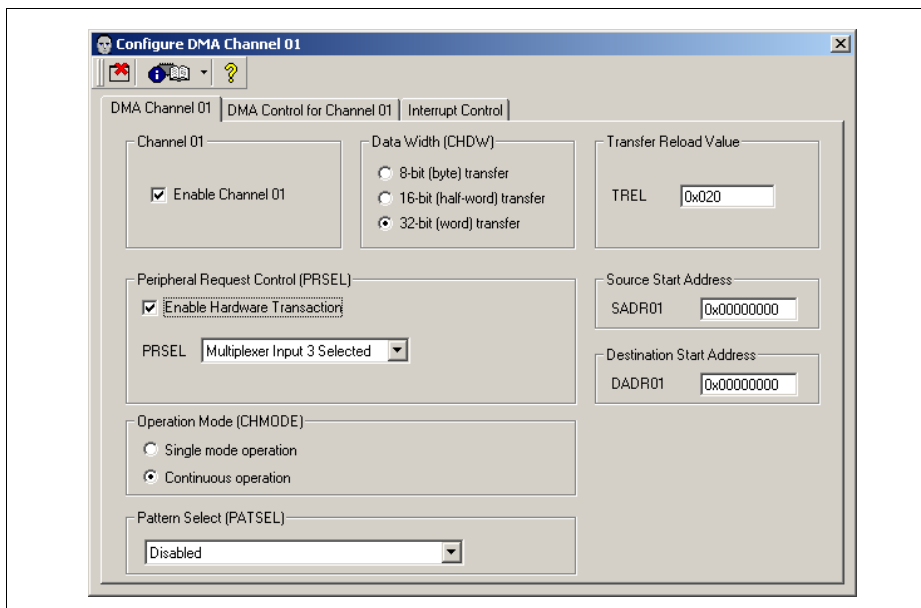 Configure DMA Channel 01
DMA Channel 01
DMA Control for Channel 01
Interrupt Control
Channel 01
Enable Channel 01
Data Width (CHDW)
8-bit (byte) transfer
16-bit (half-word) transfer
32-bit (word) transfer
Transfer Reload Value
TREL 0x020
Peripheral Request Control (PRSEL)
Enable Hardware Transaction
PRSEL Multiplexer Input 3 Selected
Source Start Address
SADR01 0x00000000
Destination Start Address
DADR01 0x00000000
Operation Mode (CHMODE)
Single mode operation
Continuous operation
Pattern Select (PATSEL)
Disabled